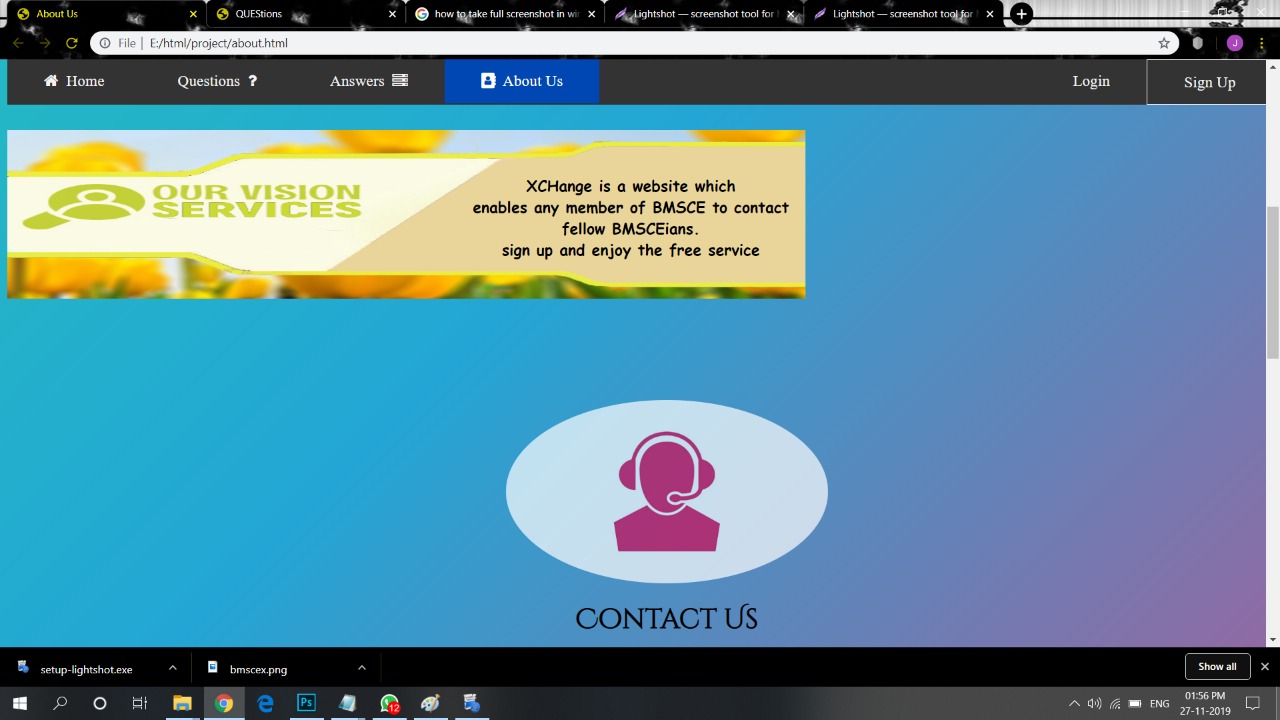 About Us
QUEStions
how to take full screenshot in wi
Lightshot — screenshot tool for
Lightshot — screenshot tool for
File | E:/html/project/about.html
J
Home
Questions ?
Answers
About Us
Login
Sign Up
OUR VISION
SERVICES
XCHange is a website which
enables any member of BMSCE to contact
fellow BMSCEians.
sign up and enjoy the free service
CONTACT US
setup-lightshot.exe
bmscex.png
Show all
Ps
12
ENG
01:56 PM
27-11-2019